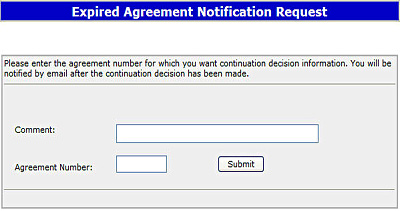 Expired Agreement Notification Request
Please enter the agreement number for which you want continuation decision information. You will be
notified by email after the continuation decision has been made.
Comment:
Agreement Number:
Submit